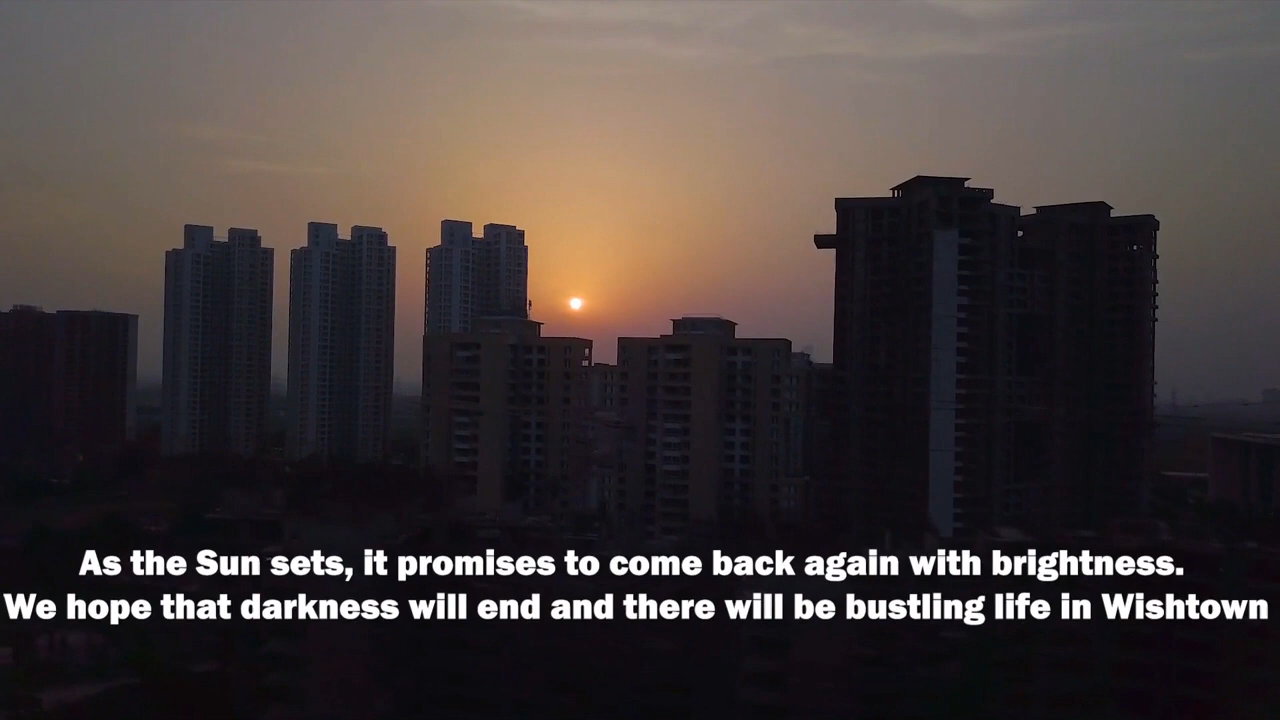 As the Sun sets, it promises to come back again with brightness.
We hope that darkness will end and there will be bustling life in Wishtown